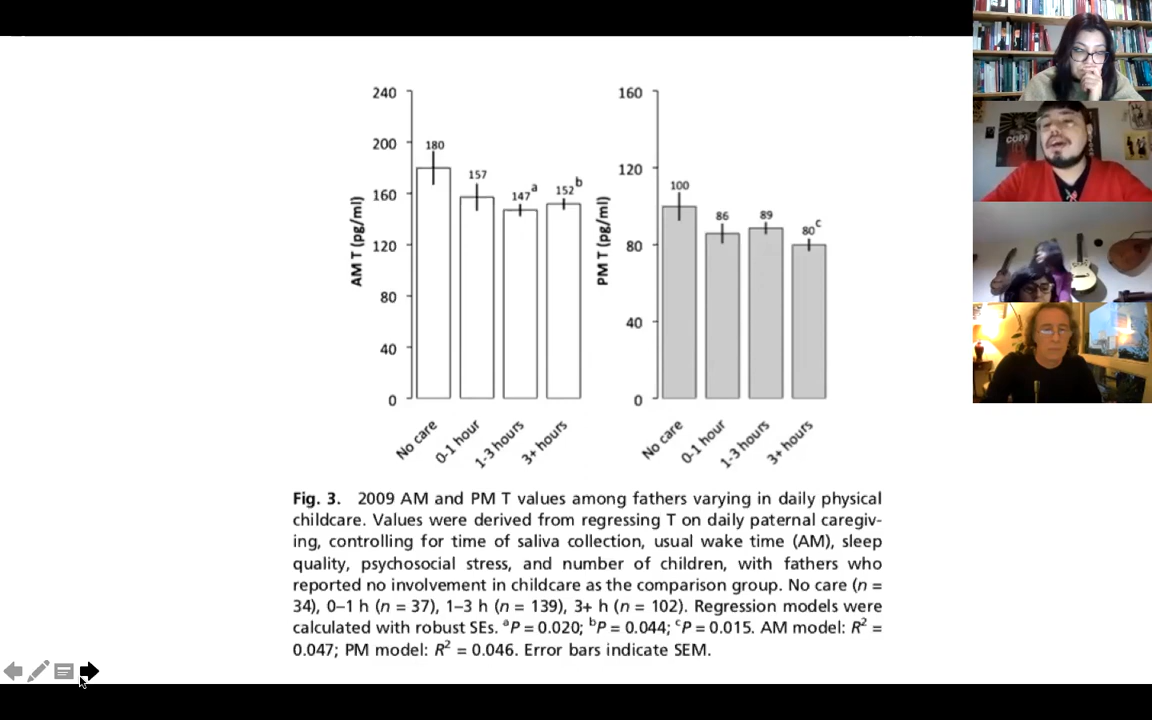 240
200
160
120
80
40
0
AM T (pg/ml)
180
157
147a
152b
No care
0-1 hour
1-3 hours
3+ hours
160
120
80
40
0
PM T (pg/ml)
100
86
89
80c
No care
0-1 hour
1-3 hours
3+ hours
Fig. 3. 2009 AM and PM T values among fathers varying in daily physical
childcare. Values were derived from regressing T on daily paternal caregiv-
ing, controlling for time of saliva collection, usual wake time (AM), sleep
quality, psychosocial stress, and number of children, with fathers who
reported no involvement in childcare as the comparison group. No care (n =
34), 0–1 h (n = 37), 1–3 h (n = 139), 3+ h (n = 102). Regression models were
calculated with robust SEs. aP = 0.020; bP = 0.044; cP = 0.015. AM model: R2 =
0.047; PM model: R2 = 0.046. Error bars indicate SEM.